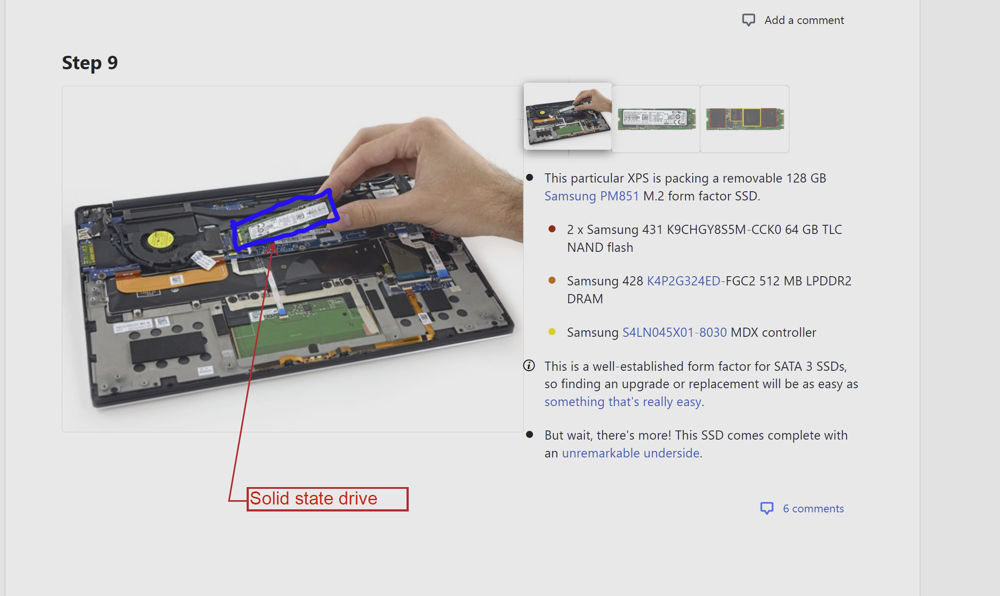 Add a comment
Step 9
This particular XPS is packing a removable 128 GB
Samsung PM851 M.2 form factor SSD.
2 x Samsung 431 K9CHGY8S5M-CCK0 64 GB TLC
NAND flash
Samsung 428 K4P2G324ED-FGC2 512 MB LPDDR2
DRAM
Samsung S4LN045X01-8030 MDX controller
This is a well-established form factor for SATA 3 SSDs,
so finding an upgrade or replacement will be as easy as
something that's really easy.
But wait, there's more! This SSD comes complete with
an unremarkable underside.
Solid state drive
6 comments